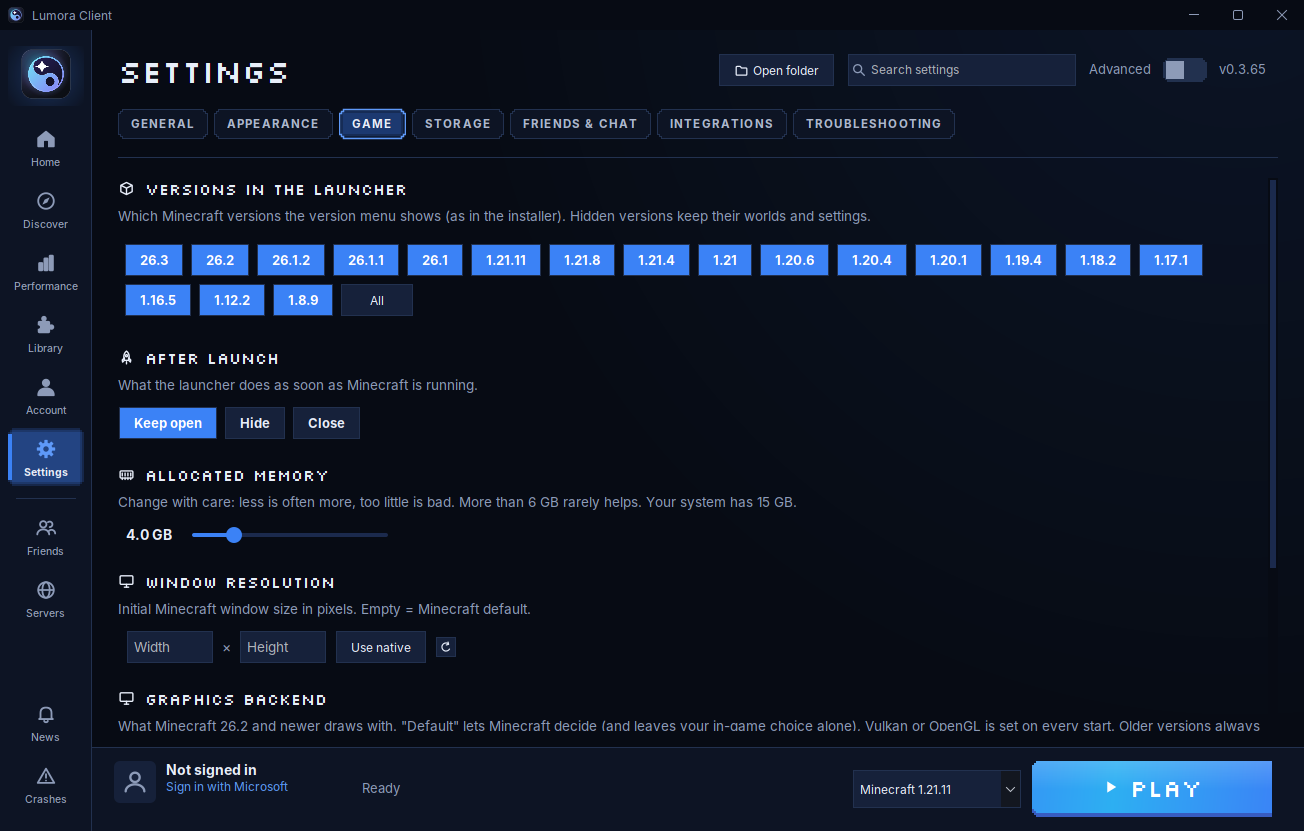 Lumora Client
SETTINGS
Open folder
Search settings
Advanced
v0.3.65
GENERAL
APPEARANCE
GAME
STORAGE
FRIENDS & CHAT
INTEGRATIONS
TROUBLESHOOTING
Home
Discover
Performance
Library
Account
Settings
Friends
Servers
News
Crashes
VERSIONS IN THE LAUNCHER
Which Minecraft versions the version menu shows (as in the installer). Hidden versions keep their worlds and settings.
26.3 26.2 26.1.2 26.1.1 26.1 1.21.11 1.21.8 1.21.4 1.21 1.20.6 1.20.4 1.20.1 1.19.4 1.18.2 1.17.1
1.16.5 1.12.2 1.8.9 All
AFTER LAUNCH
What the launcher does as soon as Minecraft is running.
Keep open Hide Close
ALLOCATED MEMORY
Change with care: less is often more, too little is bad. More than 6 GB rarely helps. Your system has 15 GB.
4.0 GB
WINDOW RESOLUTION
Initial Minecraft window size in pixels. Empty = Minecraft default.
Width × Height Use native
GRAPHICS BACKEND
What Minecraft 26.2 and newer draws with. "Default" lets Minecraft decide (and leaves your in-game choice alone). Vulkan or OpenGL is set on every start. Older versions always
Not signed in
Sign in with Microsoft
Ready
Minecraft 1.21.11
PLAY